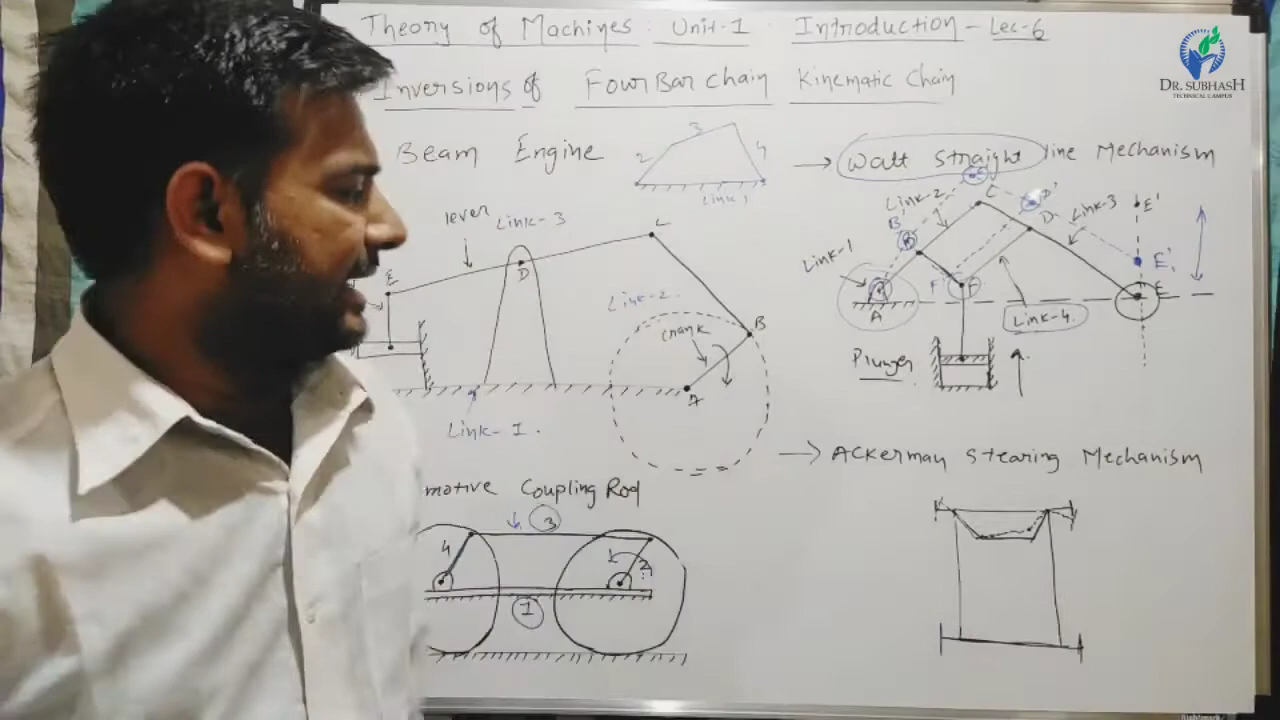 Theory of Machines: Unit-1 Introduction - Lec-6
Inversions of Four Bar Chain Kinematic Chain
DR. SUBHASH
TECHNICAL CAMPUS
Beam Engine
3
2
4
Link 1
→ Watt Straight line Mechanism
lever
Link-3
E
D
C
Link-2
crank
B
A
Link-1
Link-2
C
D'
D
Link-3
E'
B'
B
Link-1
A
F
F
E'
E
Link-4
Plunger
→ Ackerman Stearing Mechanism
motive Coupling Rod
3
4
2
1